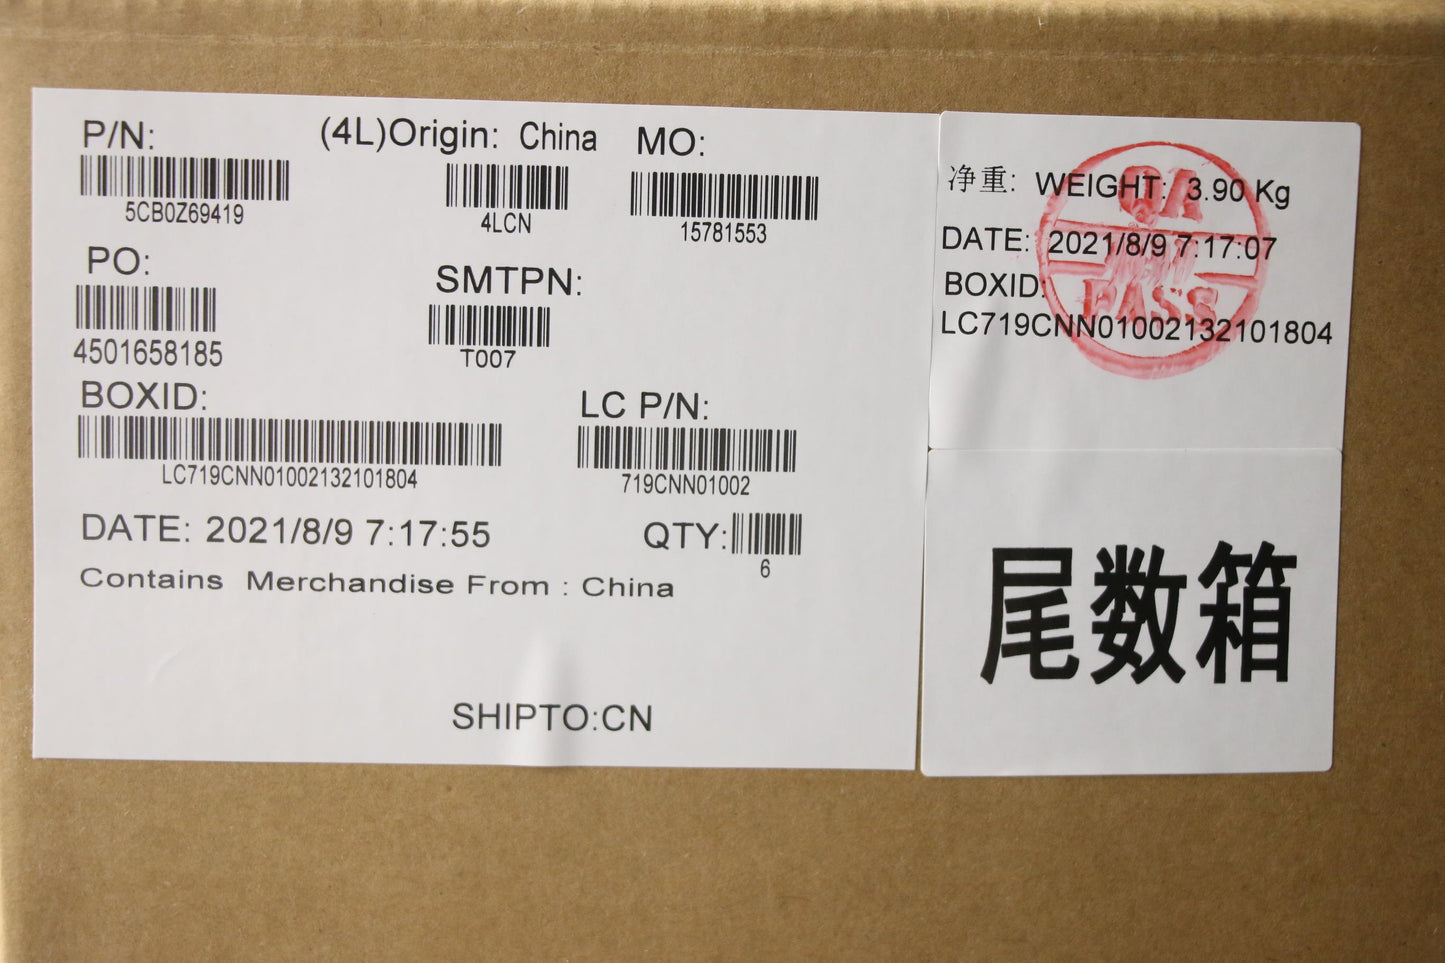 P/N: (4L)Origin: China MO:
5CB0Z69419 4LCN 15781553
PO: SMTPN:
4501658185 T007
BOXID: LC P/N:
LC719CNN01002132101804 719CNN01002
DATE: 2021/8/9 7:17:55 QTY:
6
Contains Merchandise From : China
SHIPTO:CN
净重: WEIGHT: 3.90 Kg
DATE: 2021/8/9 7:17:07
BOXID:
LC719CNN01002132101804
QA
PASS
尾数箱